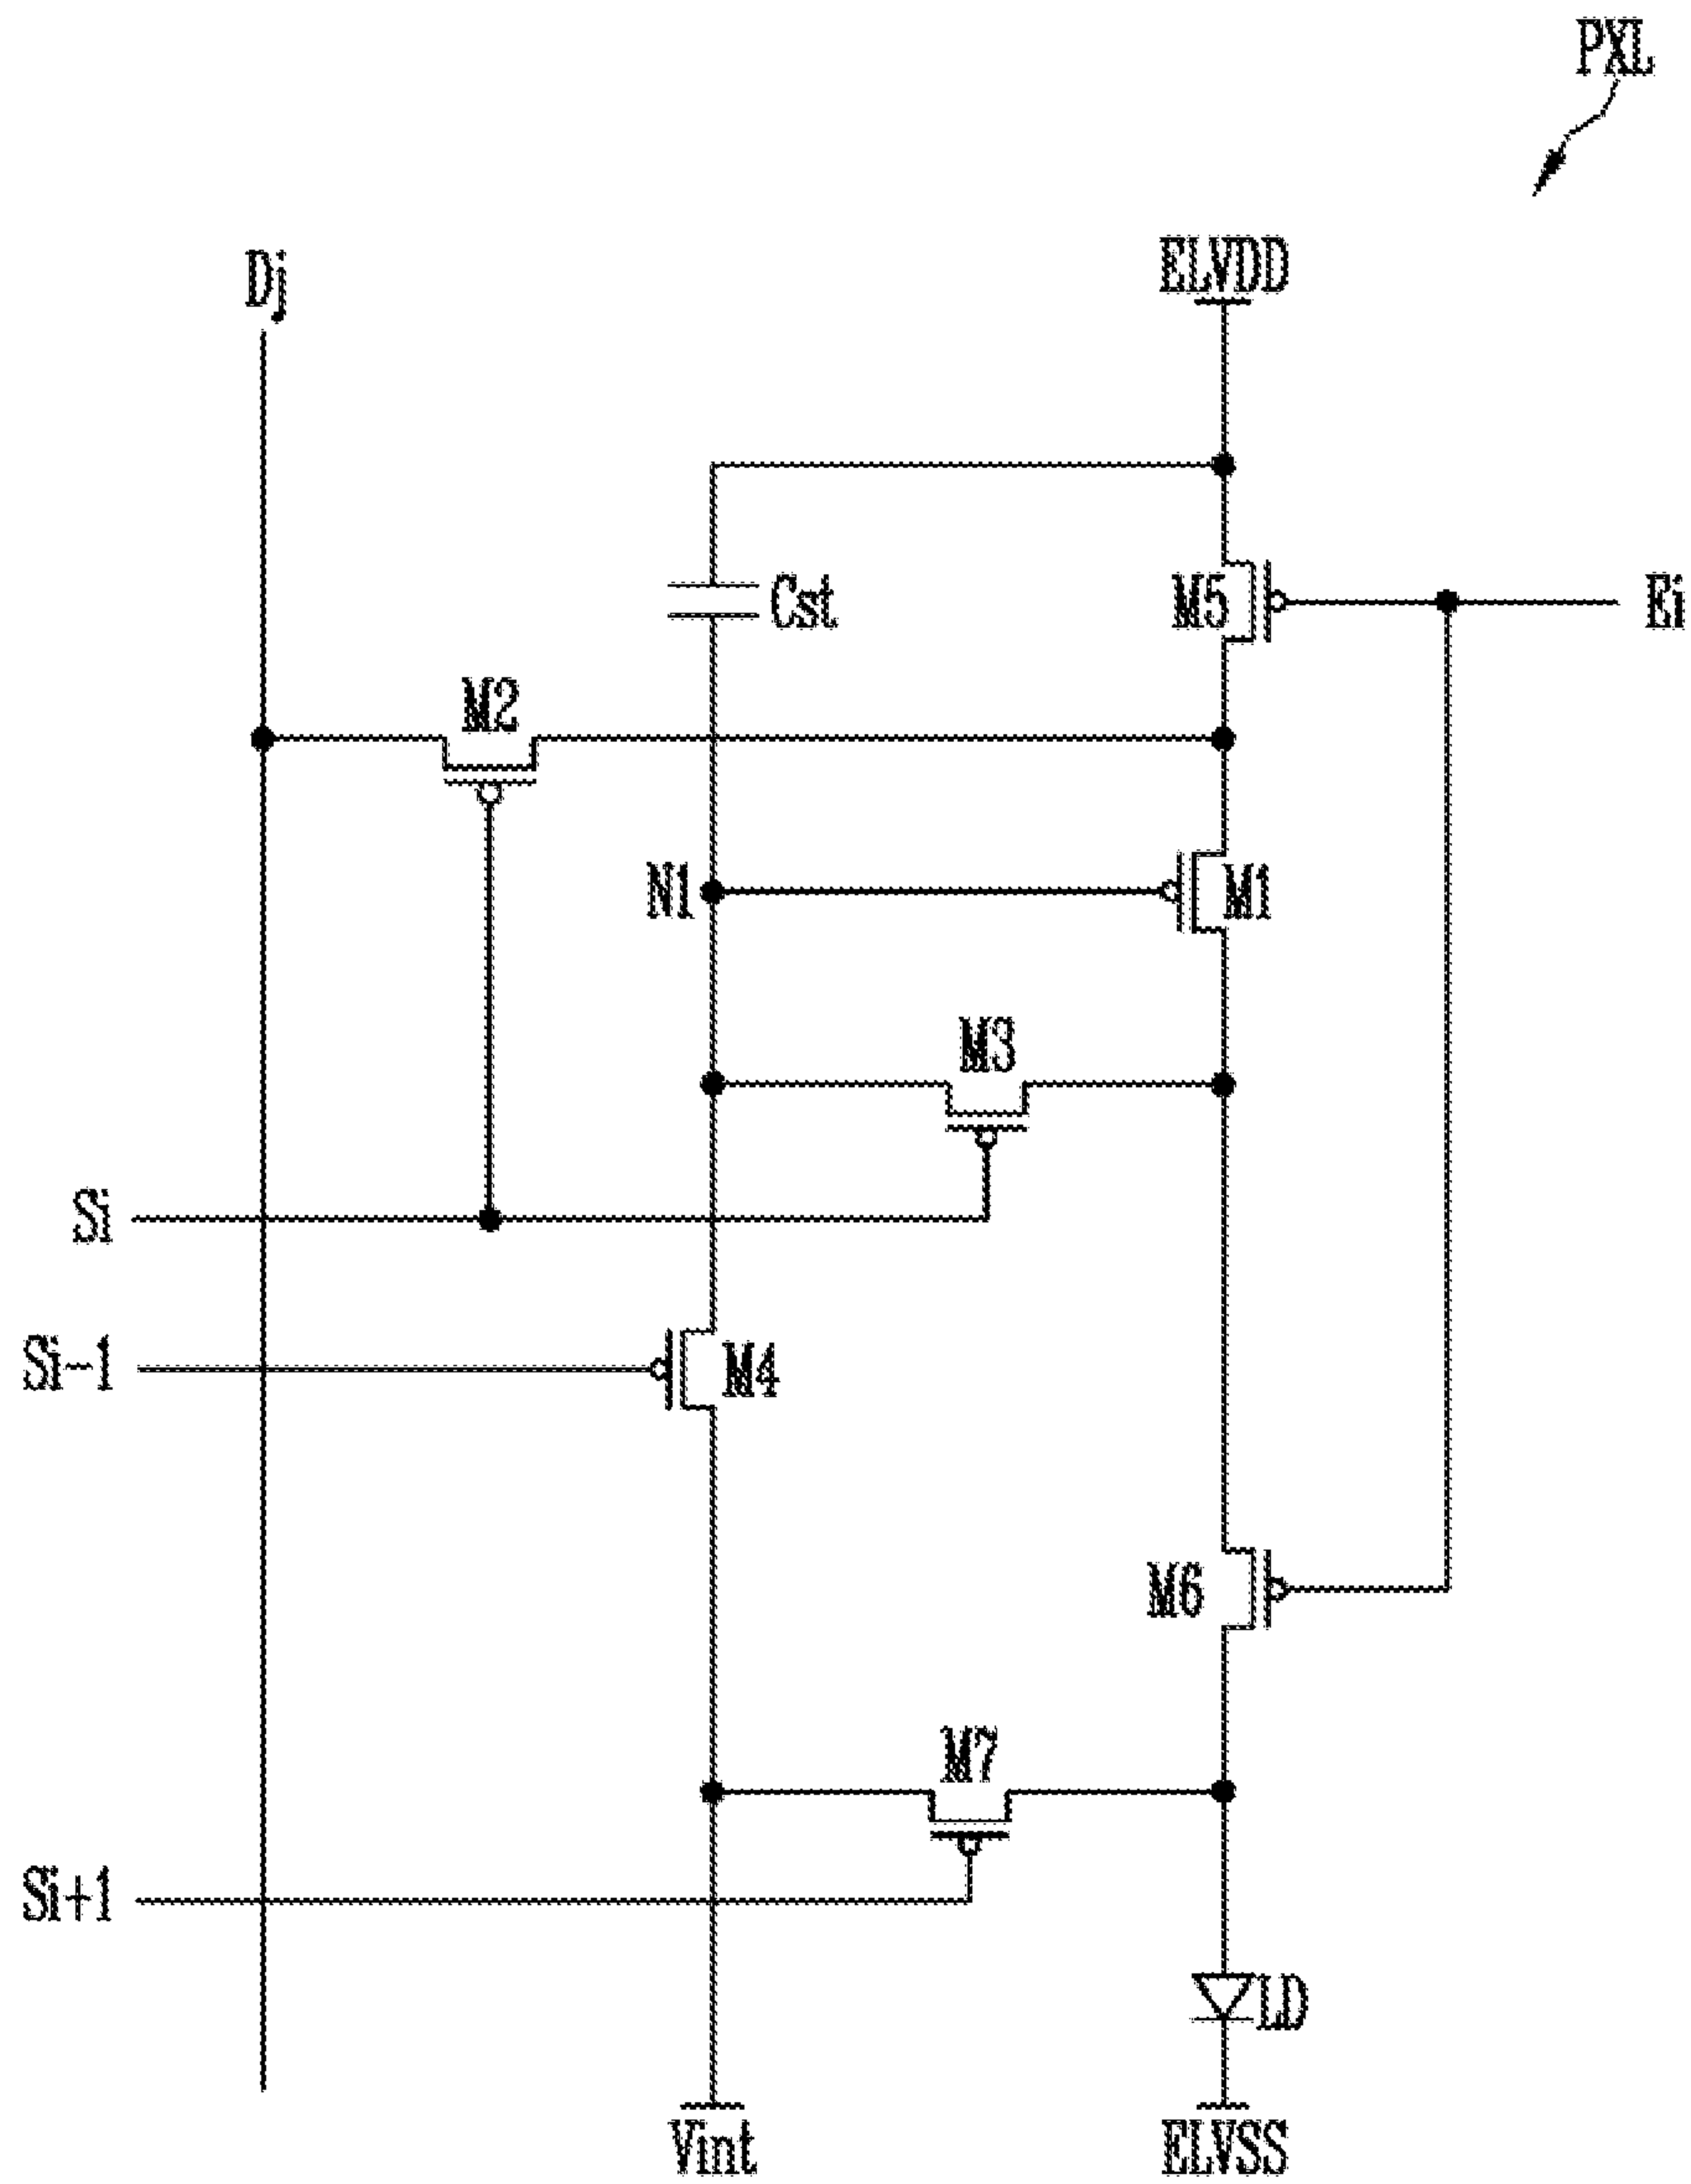 PXL
Dj
ELVDD
Cst
M5
Ei
M2
N1
M1
M3
Si
Si-1
M4
M6
M7
Si+1
LD
Vint
ELVSS